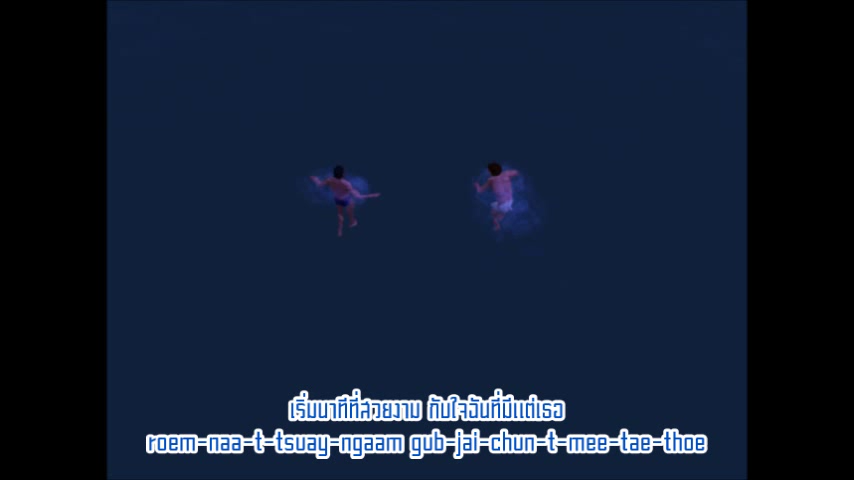 เริ่มนาทีที่สวยงาม กับใจฉันที่มีแต่เธอ
roem-naa-t-tsuay-ngaam gub-jai-chun-t-mee-tae-thoe